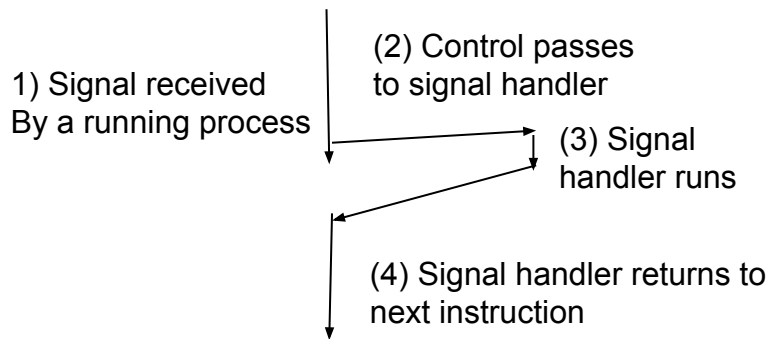 1) Signal received
By a running process
(2) Control passes
to signal handler
(3) Signal
handler runs
(4) Signal handler returns to
next instruction